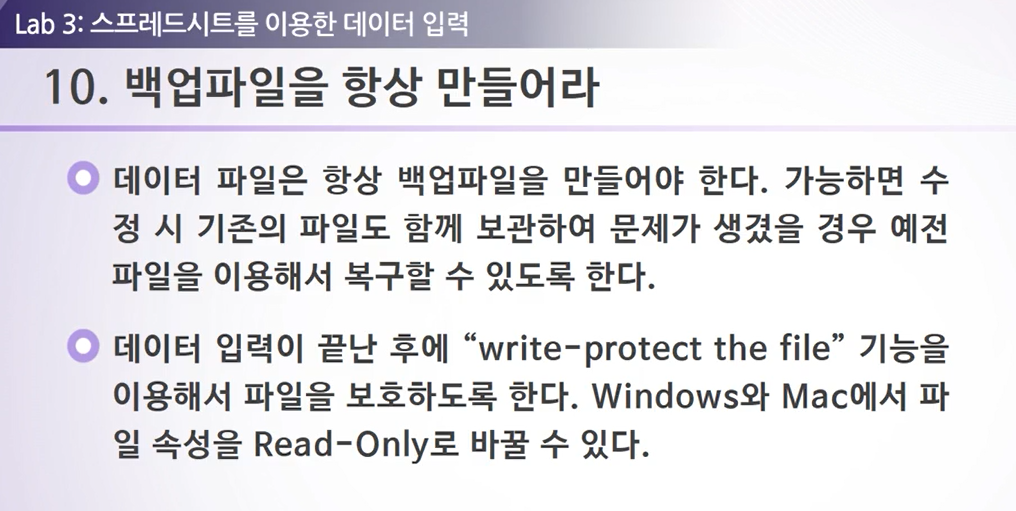 Lab 3: 스프레드시트를 이용한 데이터 입력
10. 백업파일을 항상 만들어라
데이터 파일은 항상 백업파일을 만들어야 한다. 가능하면 수
정 시 기존의 파일도 함께 보관하여 문제가 생겼을 경우 예전
파일을 이용해서 복구할 수 있도록 한다.
데이터 입력이 끝난 후에 “write-protect the file” 기능을
이용해서 파일을 보호하도록 한다. Windows와 Mac에서 파
일 속성을 Read-Only로 바꿀 수 있다.